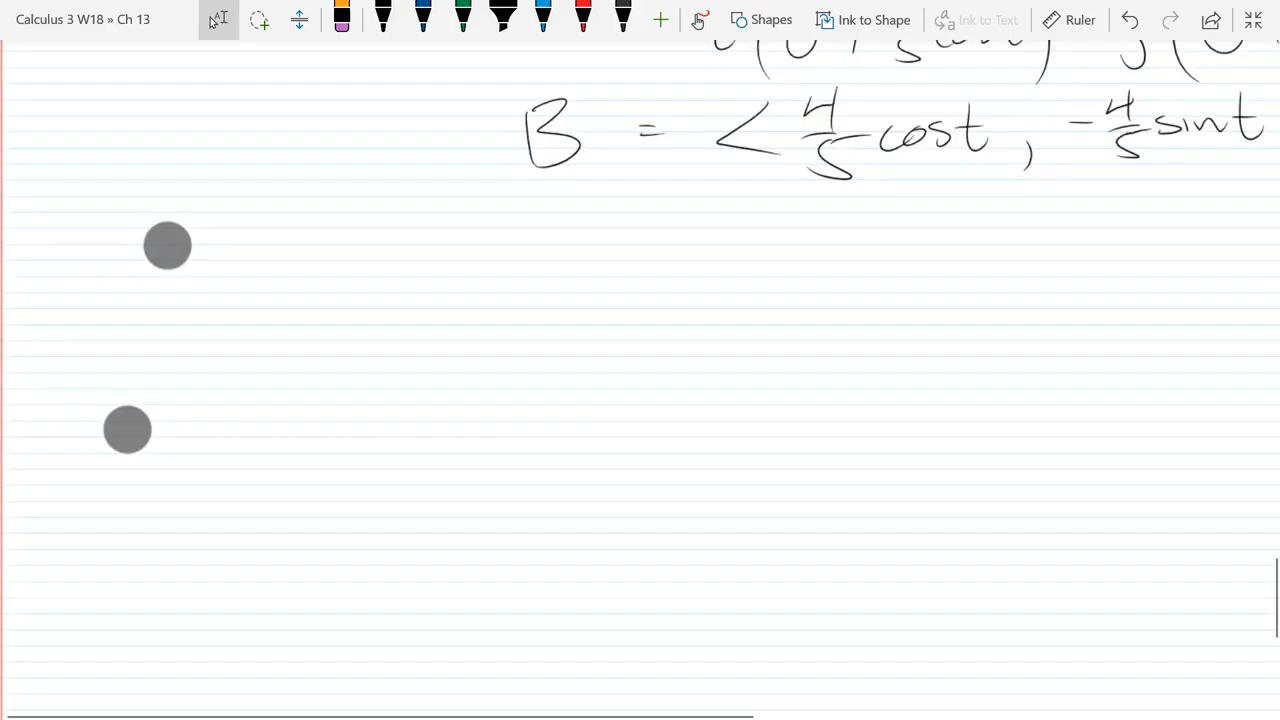 Calculus 3 W18 » Ch 13 Shapes Ink to Shape Ink to Text Ruler
B = < 4/5 cost, -4/5 sint